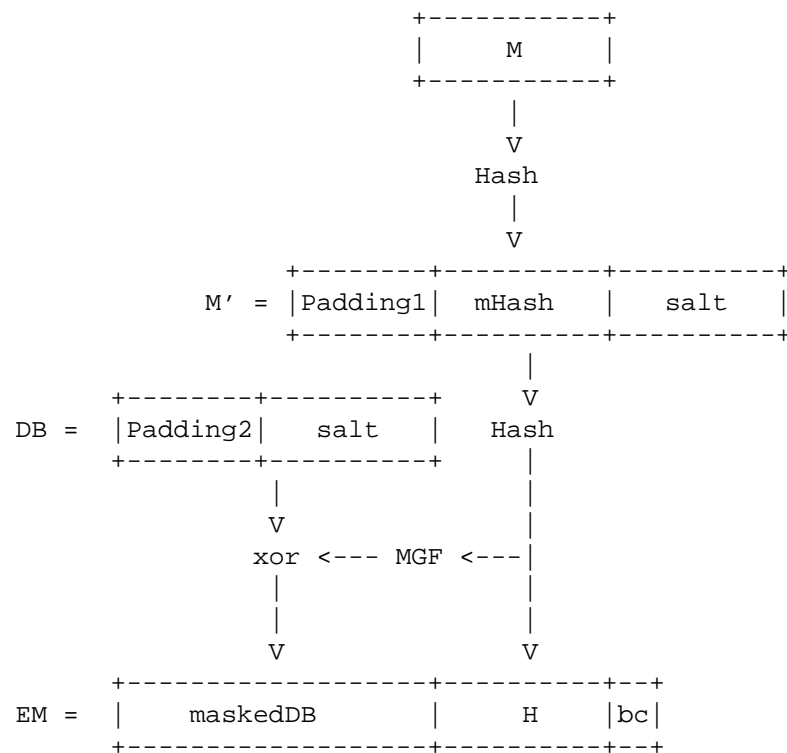 M
Hash
M' = |Padding1| mHash | salt |
DB = |Padding2| salt | Hash
xor <--- MGF <---|
EM = | maskedDB | H |bc|